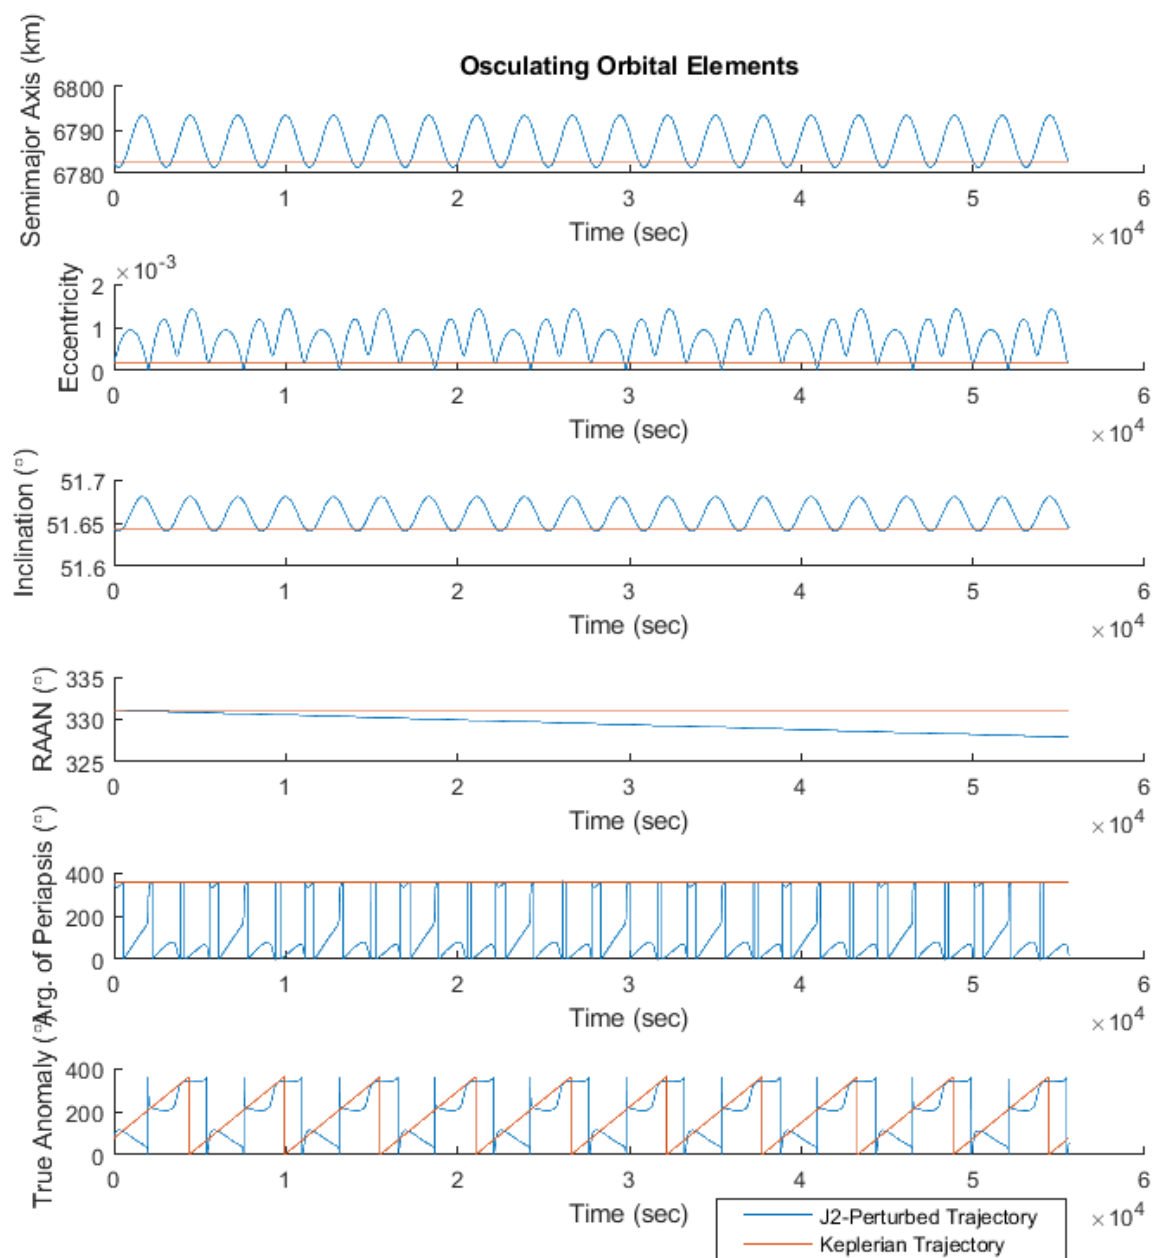 Osculating Orbital Elements
Semimajor Axis (km)
6800
6790
6780
0 1 2 3 4 5 6
Time (sec)
×10^4
Eccentricity
×10^-3
2
1
0
0 1 2 3 4 5 6
Time (sec)
×10^4
Inclination (°)
51.7
51.65
51.6
0 1 2 3 4 5 6
Time (sec)
×10^4
RAAN (°)
335
330
325
0 1 2 3 4 5 6
Time (sec)
×10^4
Arg. of Periapsis (°)
400
200
0
0 1 2 3 4 5 6
Time (sec)
×10^4
True Anomaly (°)
400
200
0
0 1 2 3 4 5 6
Time (sec)
×10^4
J2-Perturbed Trajectory
Keplerian Trajectory